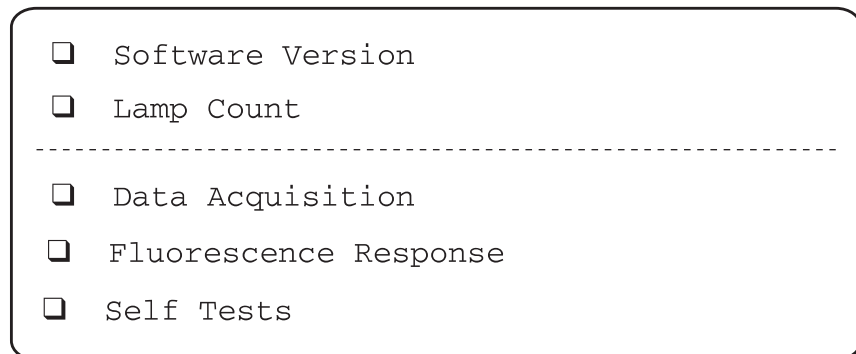 ❏ Software Version
❏ Lamp Count
❏ Data Acquisition
❏ Fluorescence Response
❏ Self Tests